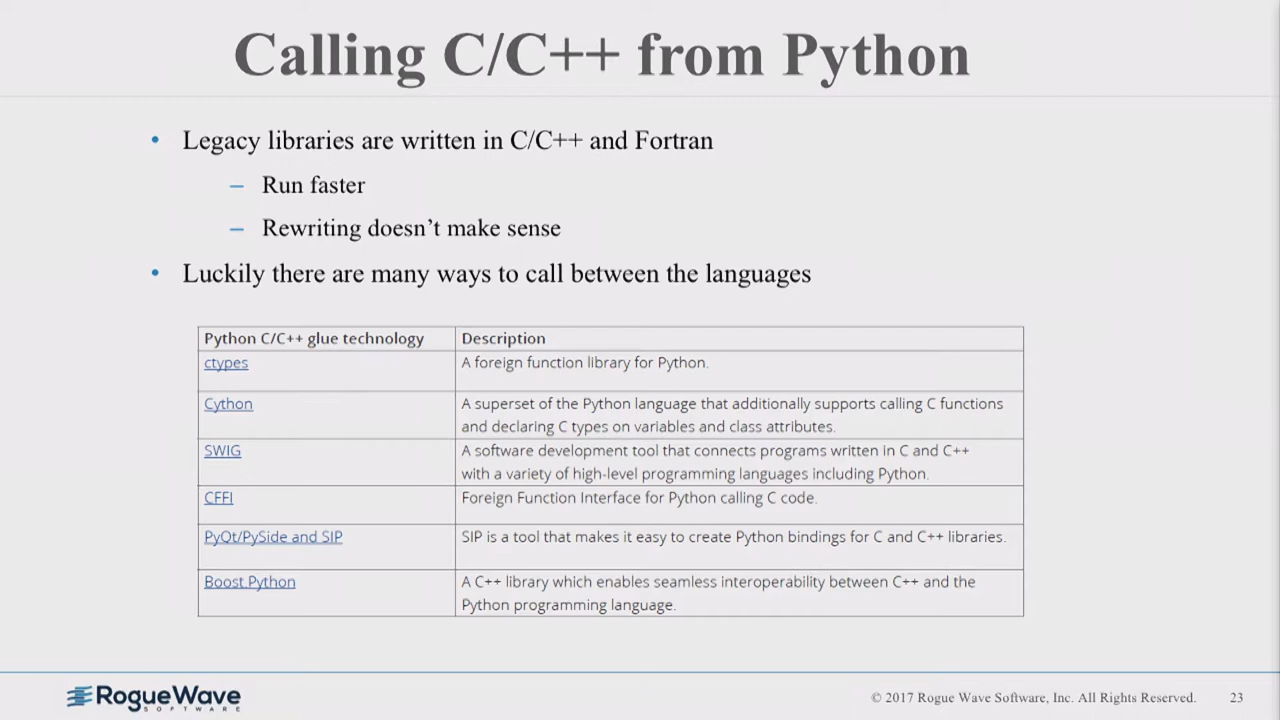 Calling C/C++ from Python
• Legacy libraries are written in C/C++ and Fortran
– Run faster
– Rewriting doesn’t make sense
• Luckily there are many ways to call between the languages
Python C/C++ glue technology Description
ctypes A foreign function library for Python.
Cython A superset of the Python language that additionally supports calling C functions
and declaring C types on variables and class attributes.
SWIG A software development tool that connects programs written in C and C++
with a variety of high-level programming languages including Python.
CFFI Foreign Function Interface for Python calling C code.
PyQt/PySide and SIP SIP is a tool that makes it easy to create Python bindings for C and C++ libraries.
Boost Python A C++ library which enables seamless interoperability between C++ and the
Python programming language.
RogueWave
SOFTWARE
© 2017 Rogue Wave Software, Inc. All Rights Reserved. 23